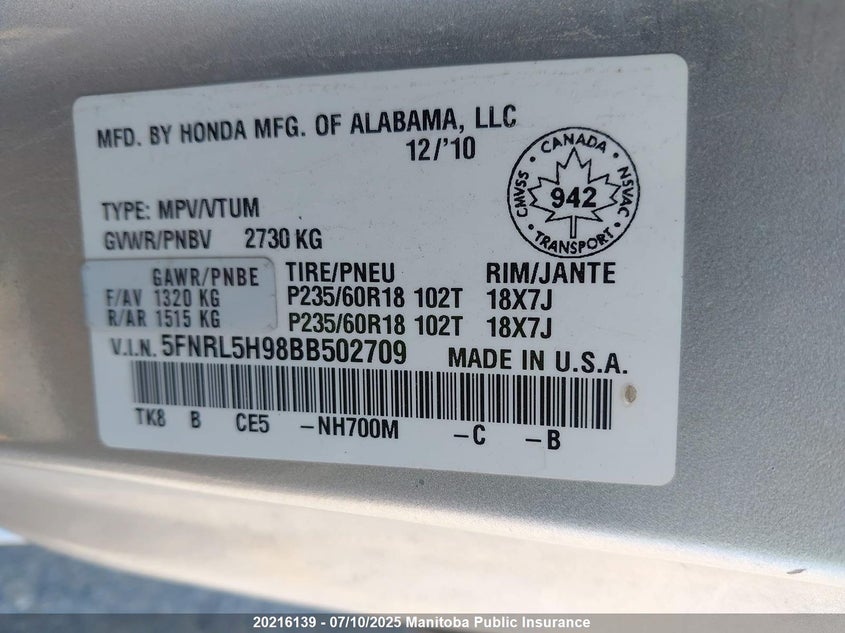 MFD. BY HONDA MFG. OF ALABAMA, LLC
12/'10
CMVSS · CANADA · NSVAC · TRANSPORT ·
942
TYPE: MPV/VTUM
GVWR/PNBV 2730 KG
GAWR/PNBE TIRE/PNEU RIM/JANTE
F/AV 1320 KG P235/60R18 102T 18X7J
R/AR 1515 KG P235/60R18 102T 18X7J
V.I.N. 5FNRL5H98BB502709 MADE IN U.S.A.
TK8 B CE5 -NH700M -C -B
20216139 - 07/10/2025 Manitoba Public Insurance